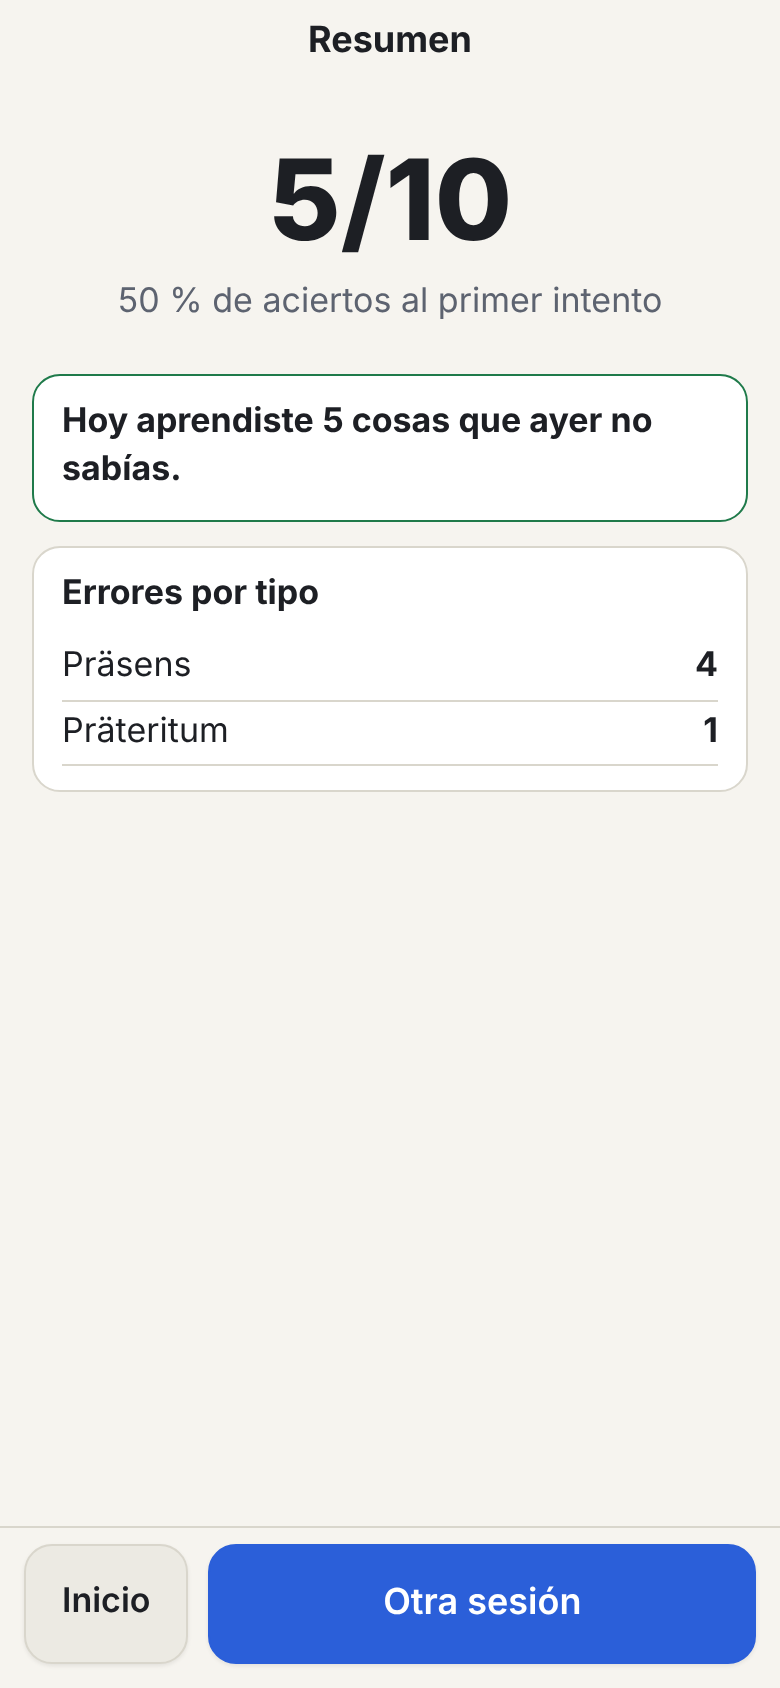 Resumen
5/10
50 % de aciertos al primer intento
Hoy aprendiste 5 cosas que ayer no
sabías.
Errores por tipo
Präsens 4
Präteritum 1
Inicio Otra sesión